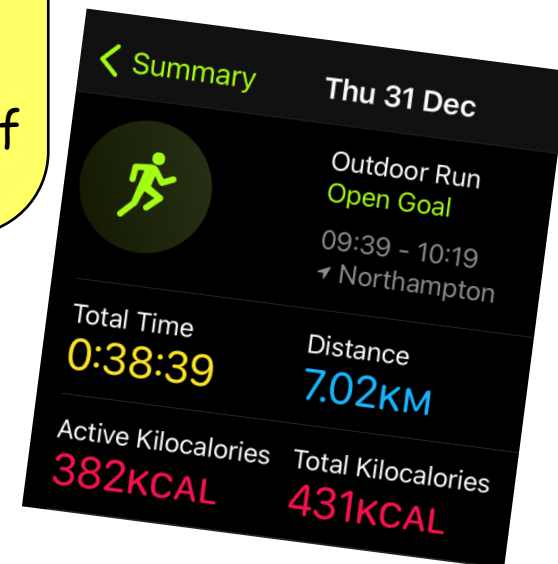 f
Summary
Thu 31 Dec
Outdoor Run
Open Goal
09:39 - 10:19
Northampton
Total Time
0:38:39
Distance
7.02KM
Active Kilocalories
382KCAL
Total Kilocalories
431KCAL